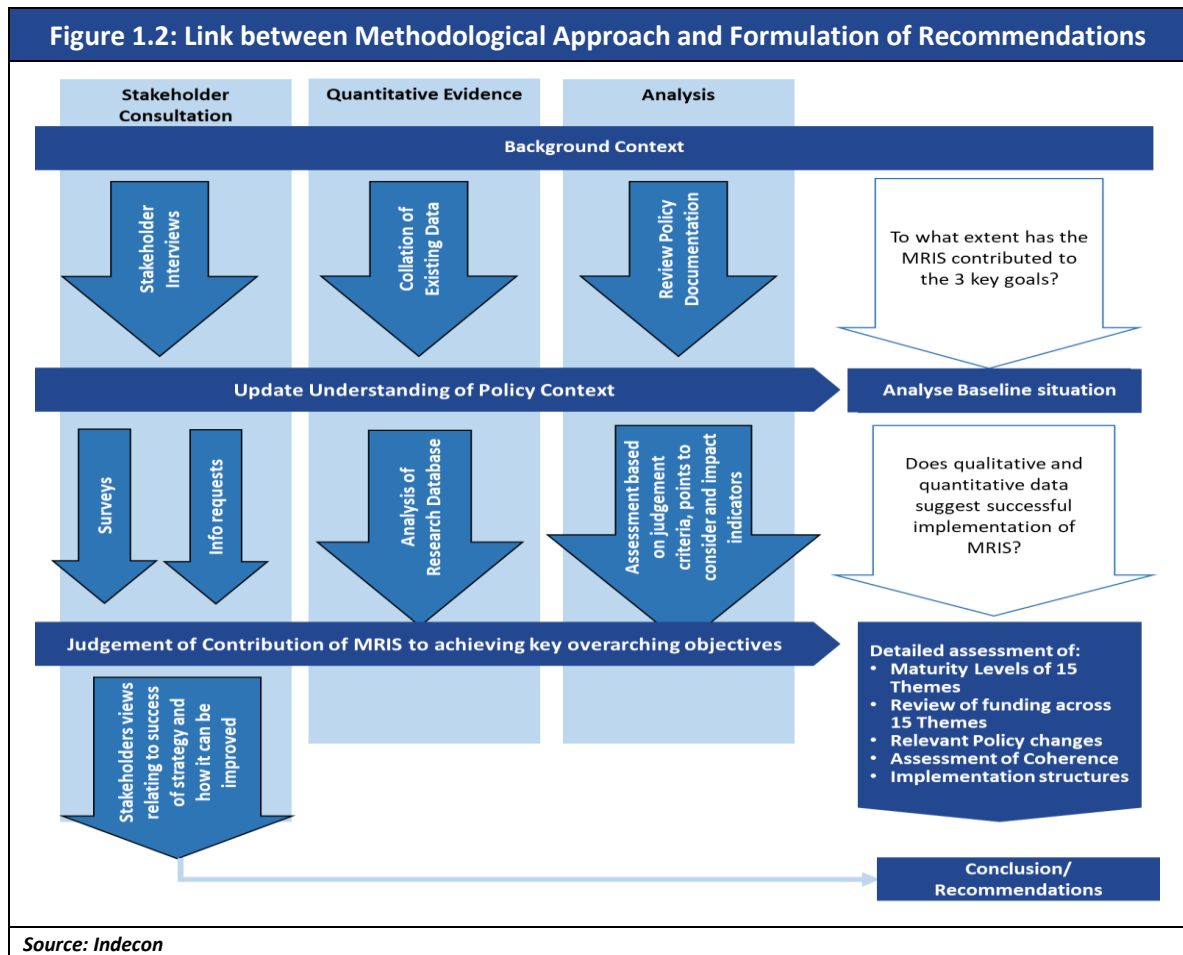 Figure 1.2: Link between Methodological Approach and Formulation of Recommendations
Stakeholder
Consultation
Quantitative Evidence
Analysis
Background Context
Stakeholder
Interviews
Collation of
Existing Data
Review Policy
Documentation
To what extent has the
MRIS contributed to
the 3 key goals?
Update Understanding of Policy Context
Analyse Baseline situation
Surveys
Info requests
Analysis of
Research Database
Assessment based
on judgement
criteria, points to
consider and impact
indicators
Does qualitative and
quantitative data
suggest successful
implementation of
MRIS?
Judgement of Contribution of MRIS to achieving key overarching objectives
Detailed assessment of:
• Maturity Levels of 15
Themes
• Review of funding across
15 Themes
• Relevant Policy changes
• Assessment of Coherence
• Implementation structures
Stakeholders views
relating to success
of strategy and
how it can be
improved
Conclusion/
Recommendations
Source: Indecon